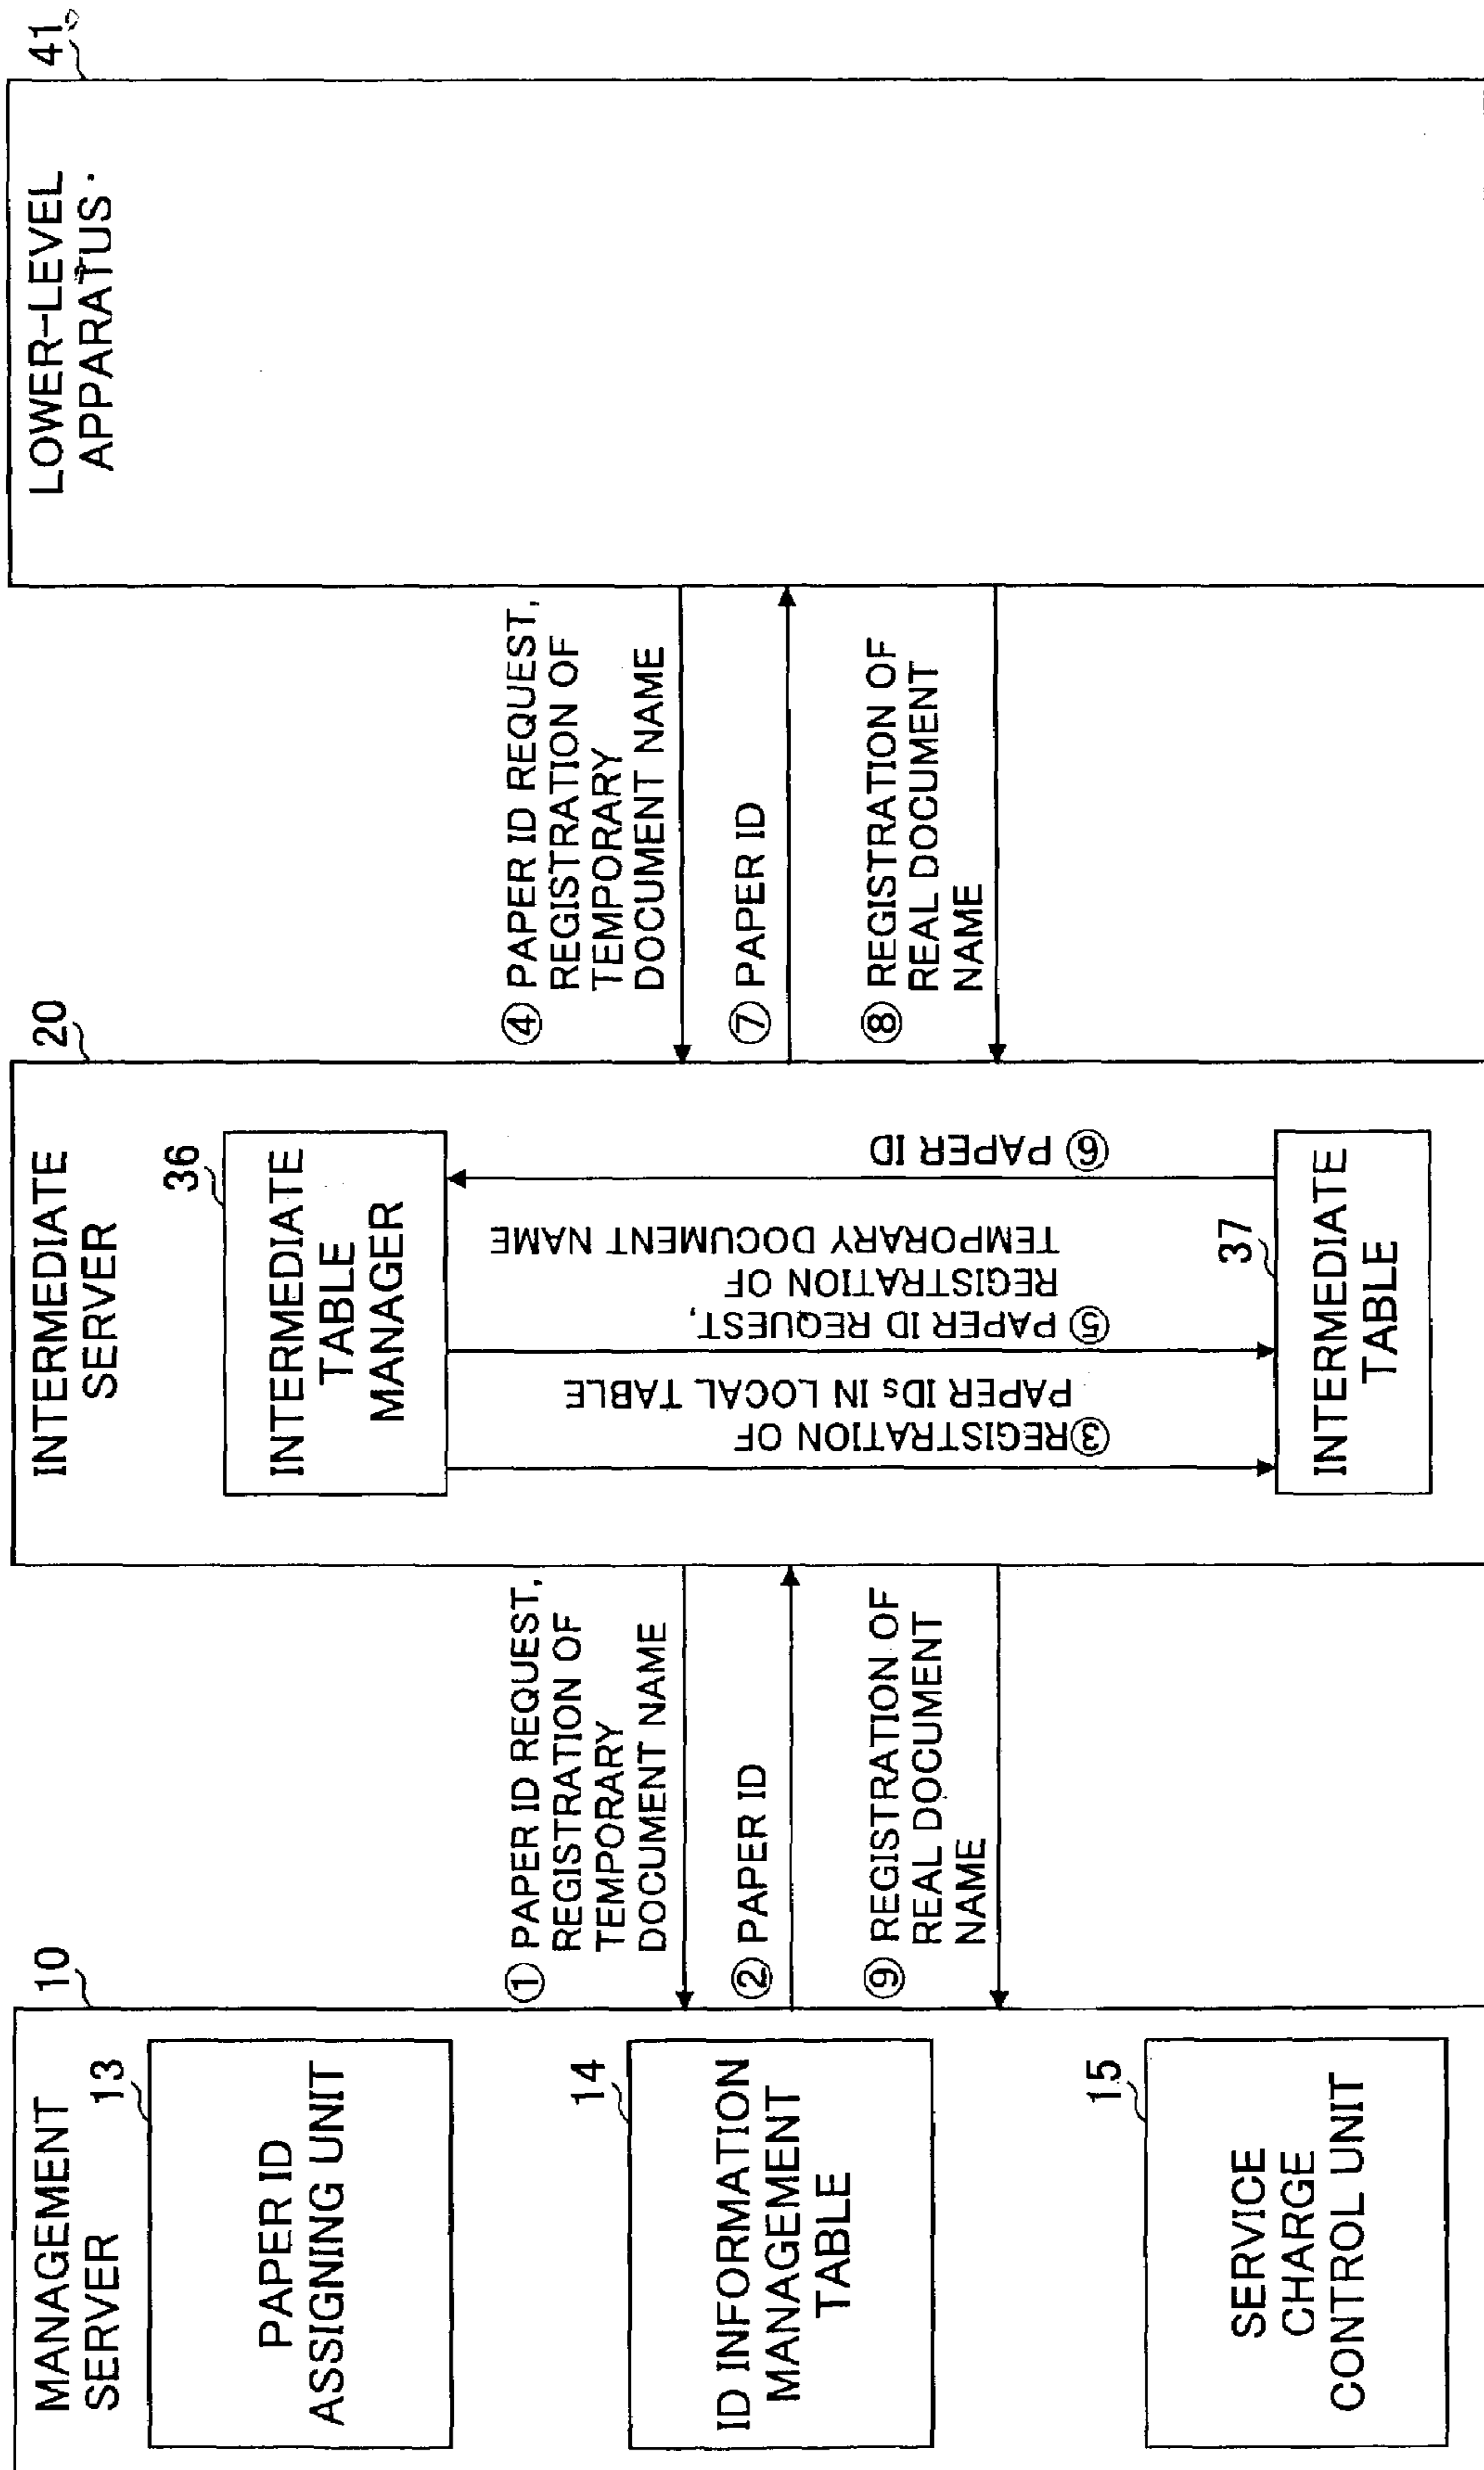 MANAGEMENT
SERVER
10
13
PAPER ID
ASSIGNING UNIT
14
ID INFORMATION
MANAGEMENT
TABLE
15
SERVICE
CHARGE
CONTROL UNIT
① PAPER ID REQUEST,
REGISTRATION OF
TEMPORARY
DOCUMENT NAME
② PAPER ID
⑨ REGISTRATION OF
REAL DOCUMENT
NAME
INTERMEDIATE
SERVER
20
36
INTERMEDIATE
TABLE
MANAGER
③REGISTRATION OF
PAPER IDs IN LOCAL TABLE
⑤ PAPER ID REQUEST,
REGISTRATION OF
TEMPORARY DOCUMENT NAME
⑥ PAPER ID
37
INTERMEDIATE
TABLE
④ PAPER ID REQUEST,
REGISTRATION OF
TEMPORARY
DOCUMENT NAME
⑦ PAPER ID
⑧ REGISTRATION OF
REAL DOCUMENT
NAME
LOWER-LEVEL
APPARATUS
41